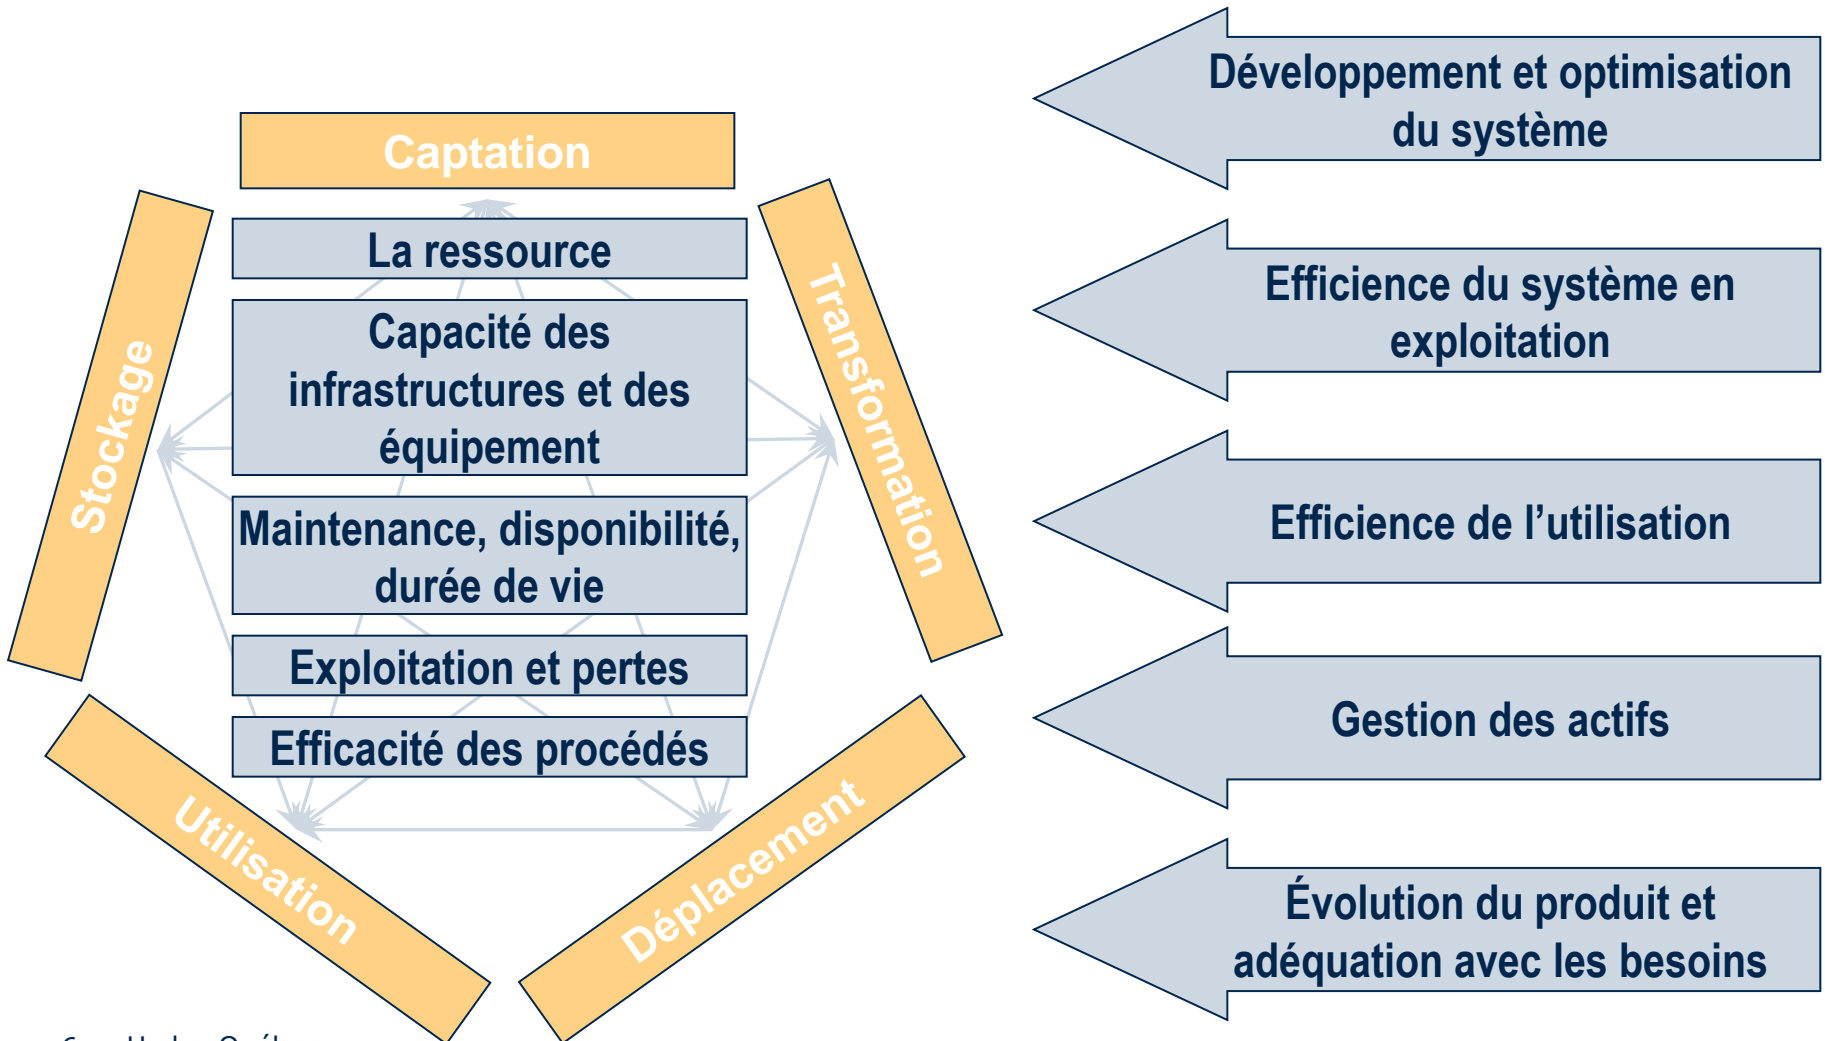 Captation
Stockage
Transformation
La ressource
Capacité des
infrastructures et des
équipement
Maintenance, disponibilité,
durée de vie
Exploitation et pertes
Efficacité des procédés
Utilisation
Déplacement
Développement et optimisation
du système
Efficience du système en
exploitation
Efficience de l’utilisation
Gestion des actifs
Évolution du produit et
adéquation avec les besoins